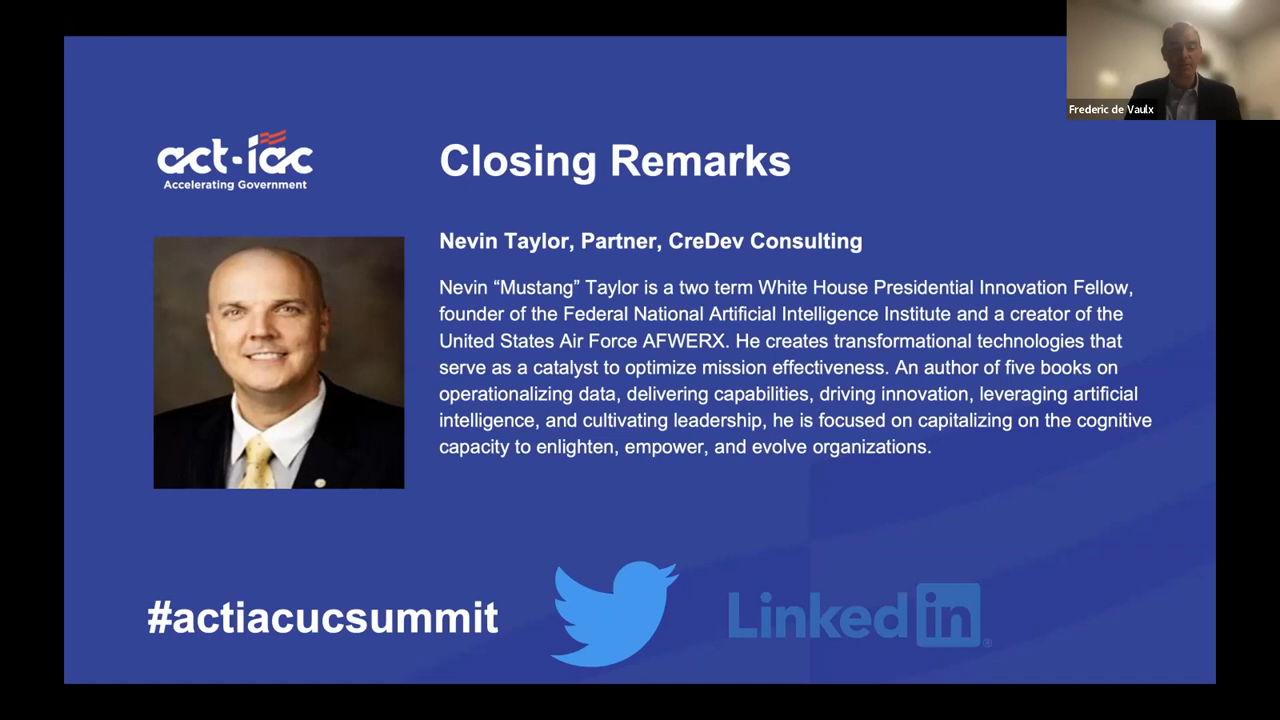 Frederic de Vaulx
act-iac
Accelerating Government
Closing Remarks
Nevin Taylor, Partner, CreDev Consulting
Nevin “Mustang” Taylor is a two term White House Presidential Innovation Fellow,
founder of the Federal National Artificial Intelligence Institute and a creator of the
United States Air Force AFWERX. He creates transformational technologies that
serve as a catalyst to optimize mission effectiveness. An author of five books on
operationalizing data, delivering capabilities, driving innovation, leveraging artificial
intelligence, and cultivating leadership, he is focused on capitalizing on the cognitive
capacity to enlighten, empower, and evolve organizations.
#actiacucsummit
Linkedin®